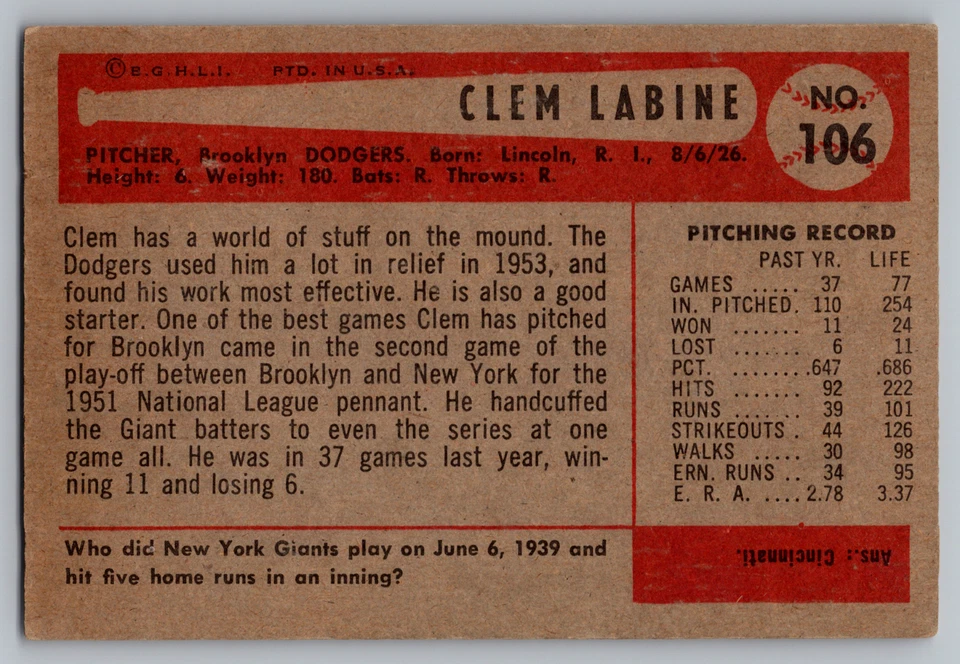 ©E.G.H.L.I. PTD. IN U.S.A.
CLEM LABINE
NO.
106
PITCHER, Brooklyn DODGERS. Born: Lincoln, R. I., 8/6/26.
Height: 6. Weight: 180. Bats: R. Throws: R.
Clem has a world of stuff on the mound. The
Dodgers used him a lot in relief in 1953, and
found his work most effective. He is also a good
starter. One of the best games Clem has pitched
for Brooklyn came in the second game of the
play-off between Brooklyn and New York for the
1951 National League pennant. He handcuffed
the Giant batters to even the series at one
game all. He was in 37 games last year, win-
ning 11 and losing 6.
PITCHING RECORD
PAST YR. LIFE
GAMES ..... 37 77
IN. PITCHED. 110 254
WON ....... 11 24
LOST ....... 6 11
PCT. ........ .647 .686
HITS ....... 92 222
RUNS ...... 39 101
STRIKEOUTS . 44 126
WALKS ..... 30 98
ERN. RUNS .. 34 95
E. R. A. .... 2.78 3.37
Who did New York Giants play on June 6, 1939 and
hit five home runs in an inning?
Ans.: Cincinnati.